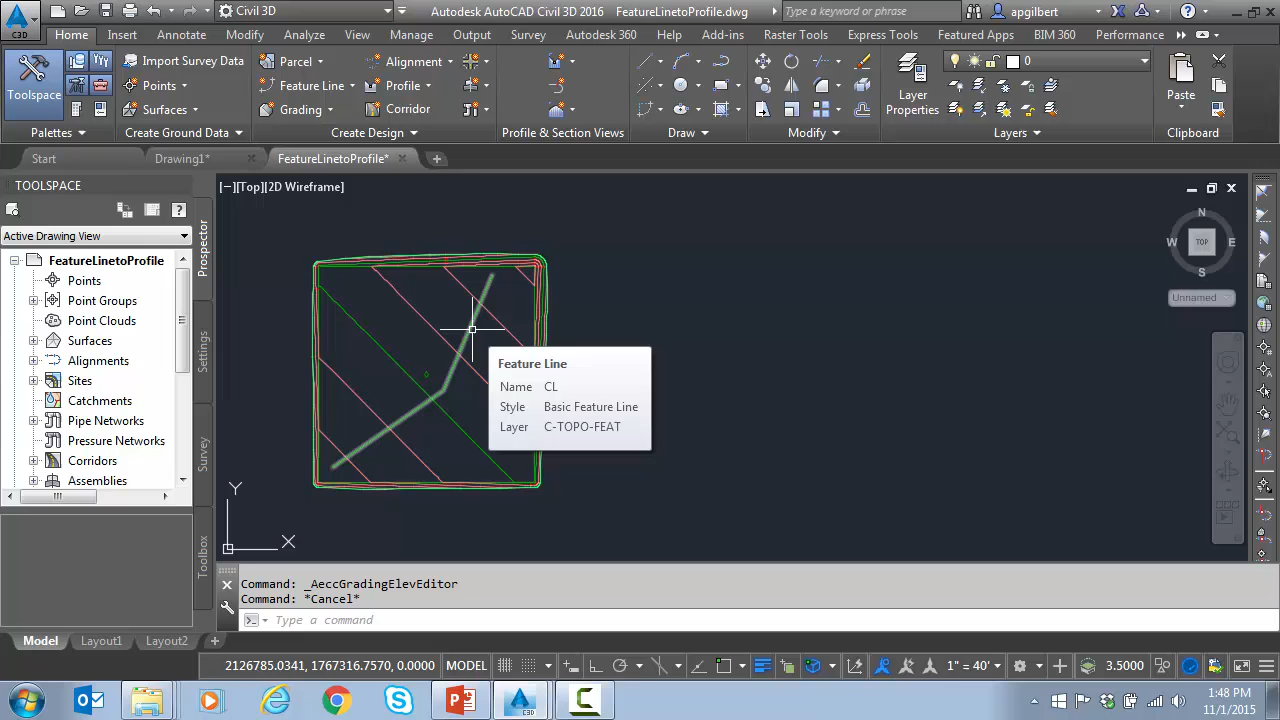 C3D
Civil 3D
Autodesk AutoCAD Civil 3D 2016 FeatureLinetoProfile.dwg
Type a keyword or phrase
apgilbert
Home Insert Annotate Modify Analyze View Manage Output Survey Autodesk 360 Help Add-ins Raster Tools Express Tools Featured Apps BIM 360 Performance
Toolspace
Import Survey Data
Points
Surfaces
Parcel
Feature Line
Grading
Alignment
Profile
Corridor
Layer
Properties
0
Paste
Palettes
Create Ground Data
Create Design
Profile & Section Views
Draw
Modify
Layers
Clipboard
Start Drawing1* FeatureLinetoProfile*
TOOLSPACE
Active Drawing View
FeatureLinetoProfile
Points
Point Groups
Point Clouds
Surfaces
Alignments
Sites
Catchments
Pipe Networks
Pressure Networks
Corridors
Assemblies
Prospector
Settings
Survey
Toolbox
[−][Top][2D Wireframe]
N
W TOP E
S
Unnamed
Feature Line
Name CL
Style Basic Feature Line
Layer C-TOPO-FEAT
Y
X
Command: _AeccGradingElevEditor
Command: *Cancel*
Type a command
Model Layout1 Layout2
2126785.0341, 1767316.7570, 0.0000 MODEL 1" = 40' 3.5000
1:48 PM
11/1/2015